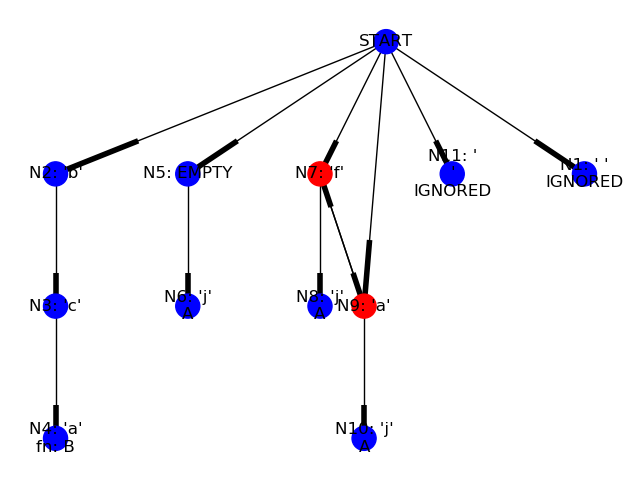 START
N2: 'b'
N5: EMPTY
N7: 'f'
N11: '
'
IGNORED
N1: ' '
IGNORED
N3: 'c'
N6: 'j'
A
N8: 'j'
A
N9: 'a'
N4: 'a'
fn: B
N10: 'j'
A